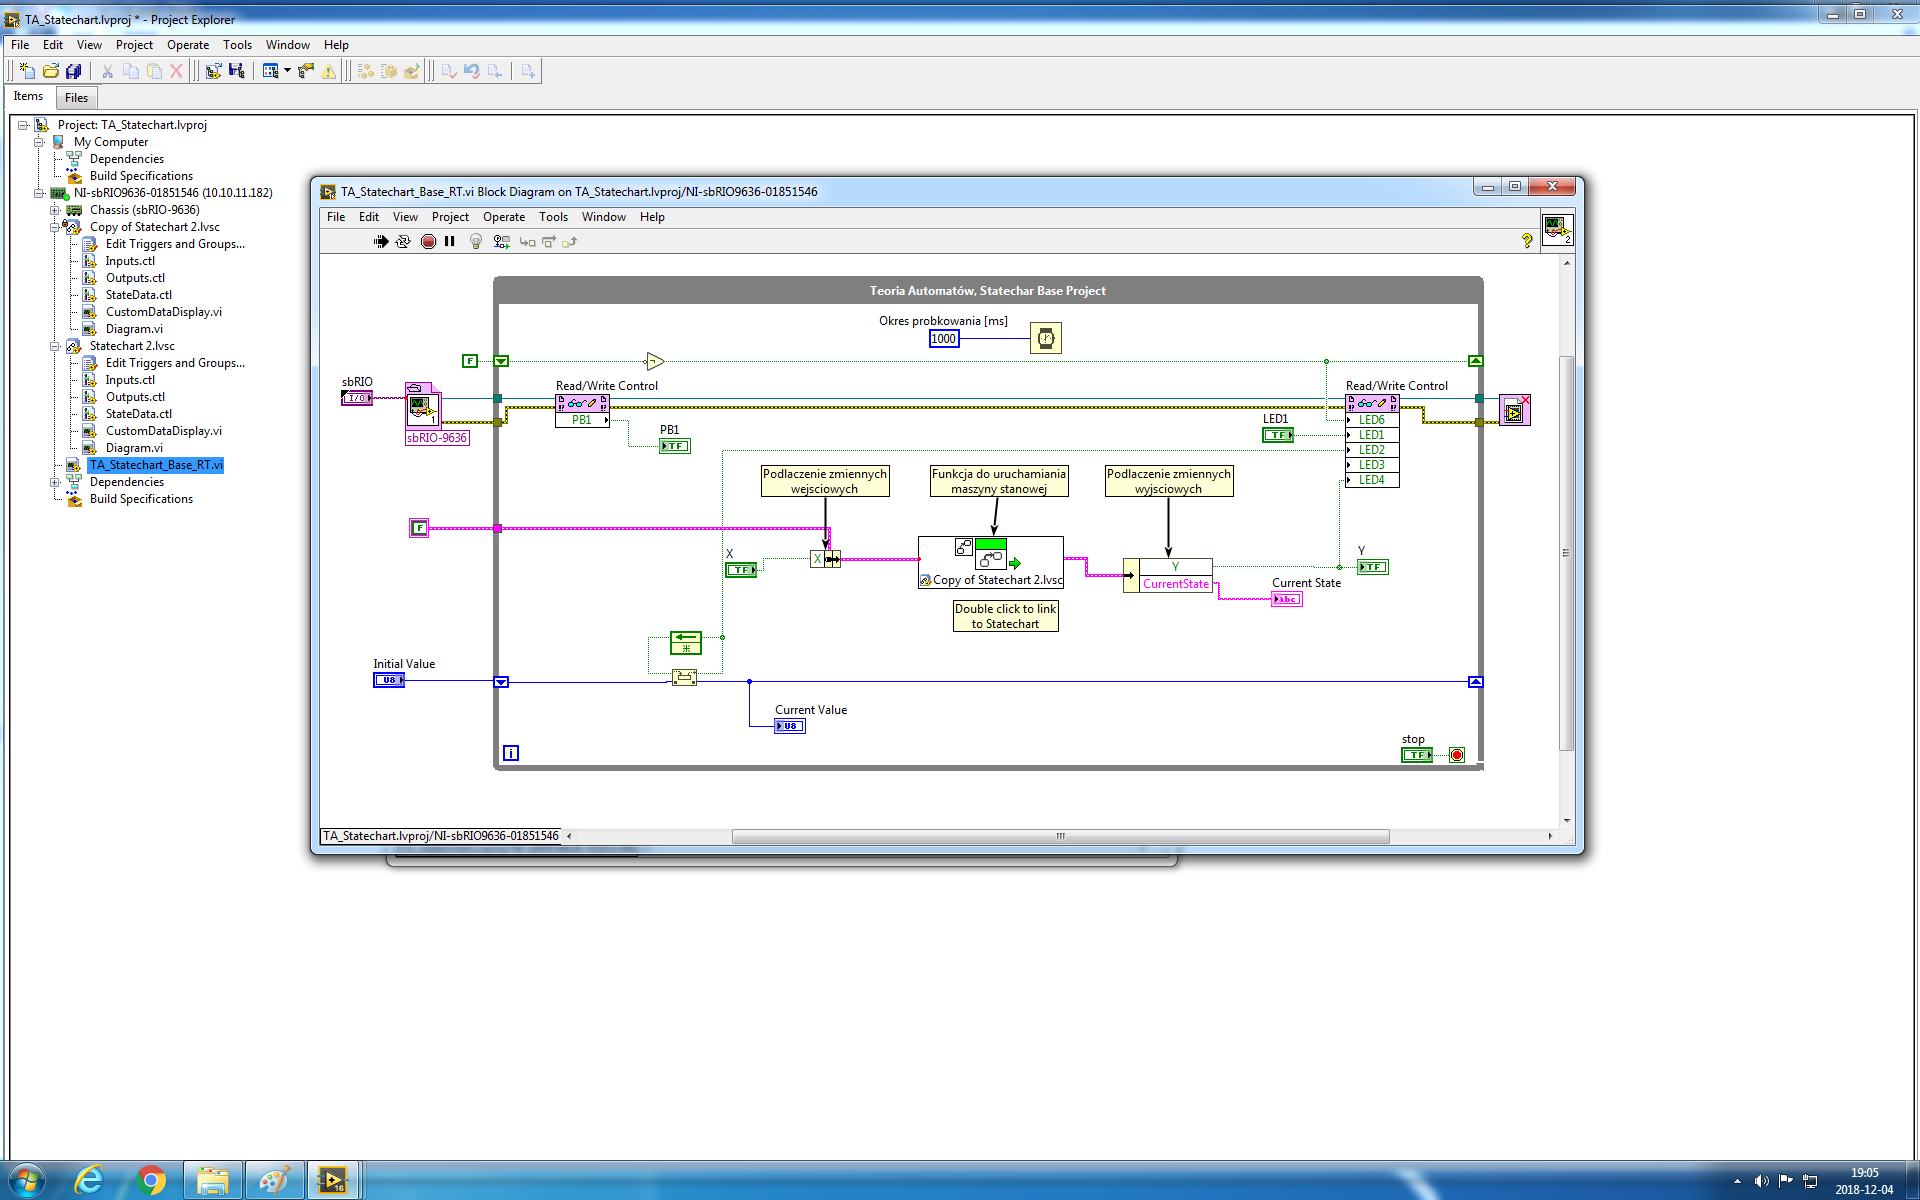 TA_Statechart.lvproj * - Project Explorer
File Edit View Project Operate Tools Window Help
Items Files
Project: TA_Statechart.lvproj
My Computer
Dependencies
Build Specifications
NI-sbRIO9636-01851546 (10.10.11.182)
Chassis (sbRIO-9636)
Copy of Statechart 2.lvsc
Edit Triggers and Groups...
Inputs.ctl
Outputs.ctl
StateData.ctl
CustomDataDisplay.vi
Diagram.vi
Statechart 2.lvsc
Edit Triggers and Groups...
Inputs.ctl
Outputs.ctl
StateData.ctl
CustomDataDisplay.vi
Diagram.vi
TA_Statechart_Base_RT.vi
Dependencies
Build Specifications
TA_Statechart_Base_RT.vi Block Diagram on TA_Statechart.lvproj/NI-sbRIO9636-01851546
File Edit View Project Operate Tools Window Help
2
Teoria Automatów, Statechar Base Project
Okres probkowania [ms]
1000
F
sbRIO
I/O
1
sbRIO-9636
Read/Write Control
PB1
PB1
TF
Read/Write Control
LED6
LED1
LED2
LED3
LED4
LED1
TF
Podlaczenie zmiennych
wejsciowych
Funkcja do uruchamiania
maszyny stanowej
Podlaczenie zmiennych
wyjsciowych
F
X
TF
X
Copy of Statechart 2.lvsc
Double click to link
to Statechart
Y
CurrentState
Y
TF
Current State
abc
Initial Value
U8
Current Value
U8
i
stop
TF
TA_Statechart.lvproj/NI-sbRIO9636-01851546
16
19:05
2018-12-04